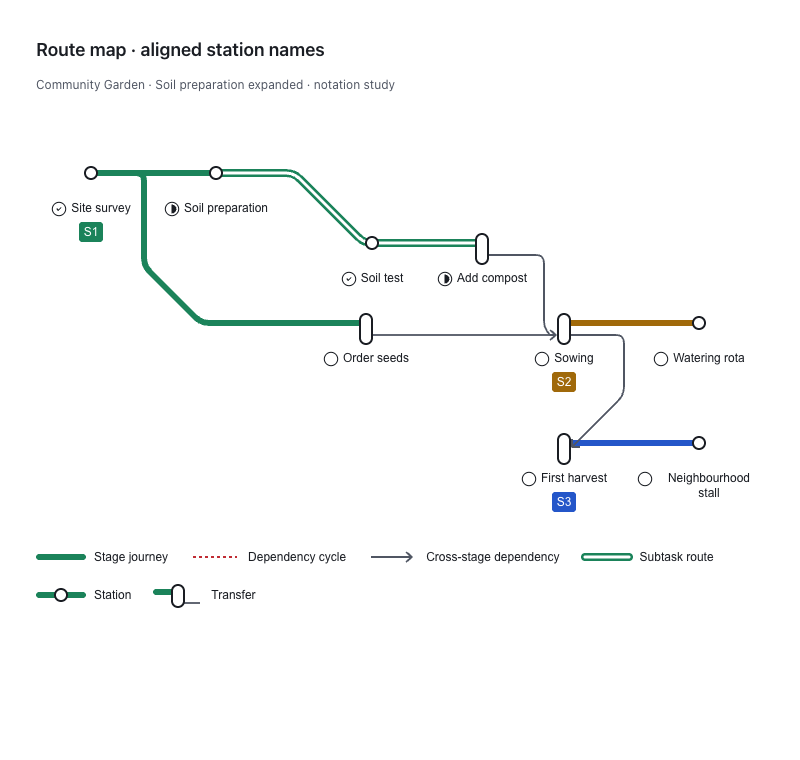 Route map · aligned station names
Community Garden · Soil preparation expanded · notation study
Site survey
Soil preparation
S1
Soil test
Add compost
Order seeds
Sowing
Watering rota
S2
First harvest
Neighbourhood
stall
S3
Stage journey
Dependency cycle
Cross-stage dependency
Subtask route
Station
Transfer